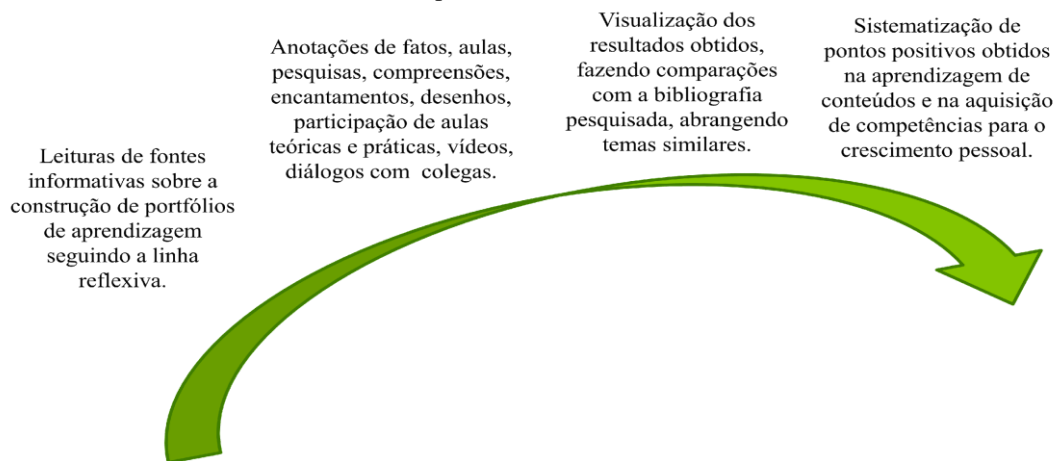 Leituras de fontes
informativas sobre a
construção de portfólios
de aprendizagem
seguindo a linha
reflexiva.
Anotações de fatos, aulas,
pesquisas, compreensões,
encantamentos, desenhos,
participação de aulas
teóricas e práticas, vídeos,
diálogos com colegas.
Visualização dos
resultados obtidos,
fazendo comparações
com a bibliografia
pesquisada, abrangendo
temas similares.
Sistematização de
pontos positivos obtidos
na aprendizagem de
conteúdos e na aquisição
de competências para o
crescimento pessoal.